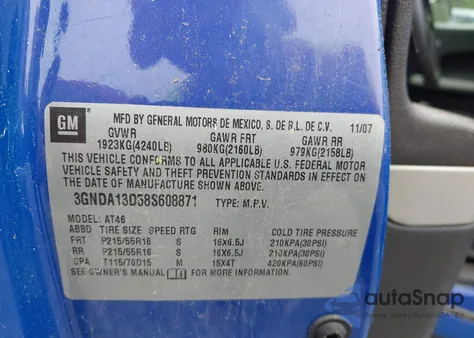 GM
MFD BY GENERAL MOTORS DE MEXICO, S. DE R.L. DE C.V. 11/07
GVWR GAWR FRT GAWR RR
1923KG(4240LB) 980KG(2160LB) 979KG(2158LB)
THIS VEHICLE CONFORMS TO ALL APPLICABLE U.S. FEDERAL MOTOR
VEHICLE SAFETY AND THEFT PREVENTION STANDARDS IN EFFECT ON THE
DATE OF MANUFACTURE SHOWN ABOVE.
3GNDA13D58S608871 TYPE: M.P.V.
MODEL: AT46
TIRE SIZE SPEED RTG RIM COLD TIRE PRESSURE
FRT P215/55R16 S 16X6.5J 210KPA(30PSI)
RR P215/55R16 S 16X6.5J 210KPA(30PSI)
SPA T115/70D15 M 15X4T 420KPA(60PSI)
SEE OWNER'S MANUAL FOR MORE INFORMATION.
autoSnap